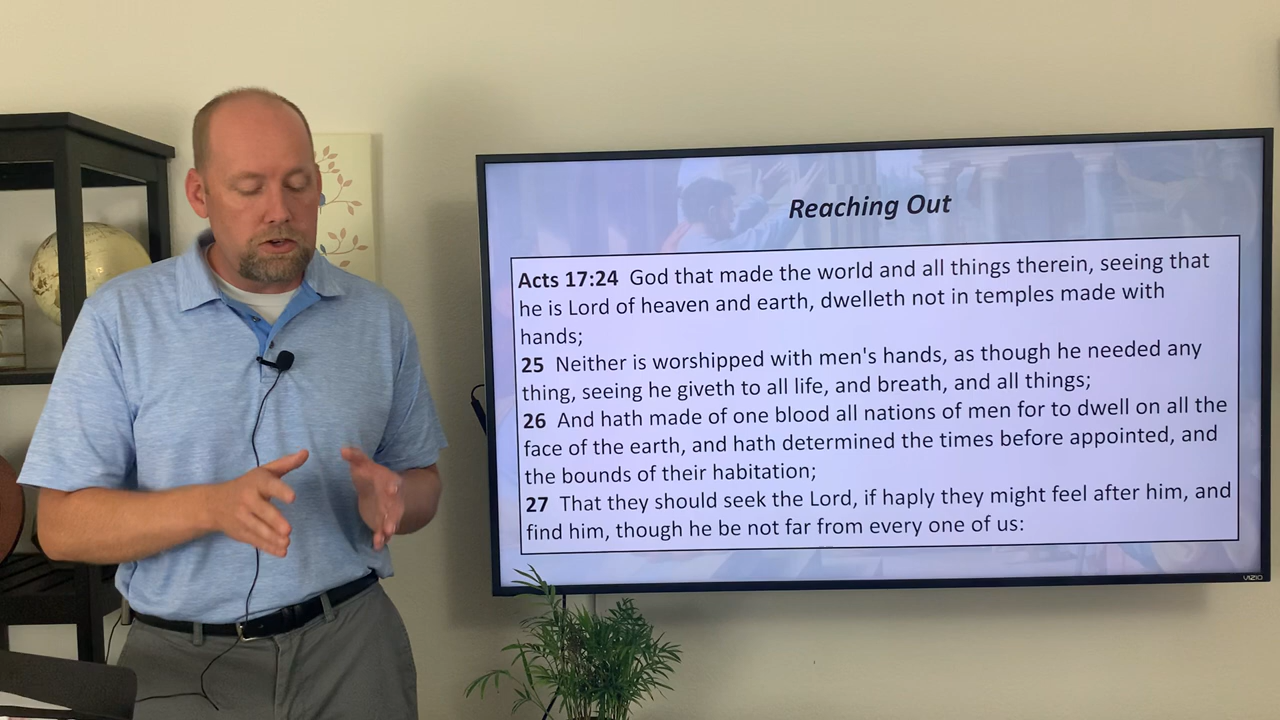 Reaching Out
Acts 17:24 God that made the world and all things therein, seeing that
he is Lord of heaven and earth, dwelleth not in temples made with
hands;
25 Neither is worshipped with men's hands, as though he needed any
thing, seeing he giveth to all life, and breath, and all things;
26 And hath made of one blood all nations of men for to dwell on all the
face of the earth, and hath determined the times before appointed, and
the bounds of their habitation;
27 That they should seek the Lord, if haply they might feel after him, and
find him, though he be not far from every one of us:
VIZIO